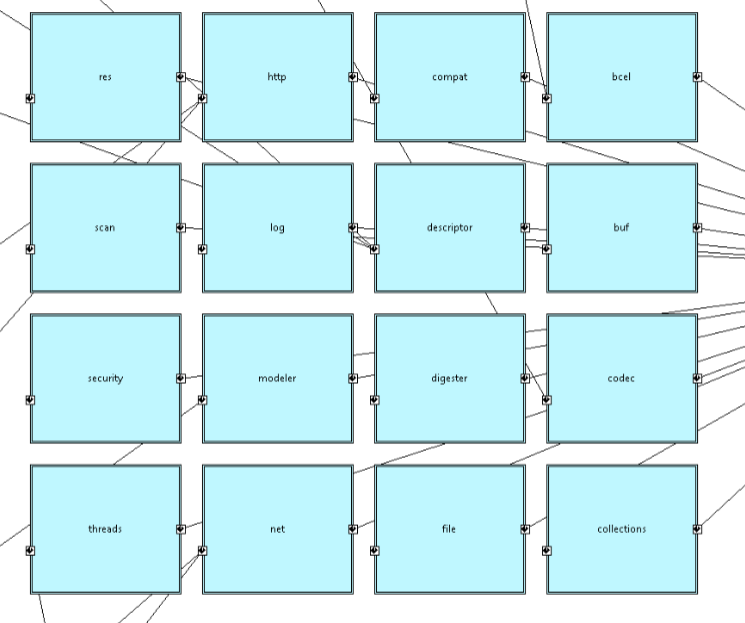 res
http
compat
bcel
scan
log
descriptor
buf
security
modeler
digester
codec
threads
net
file
collections